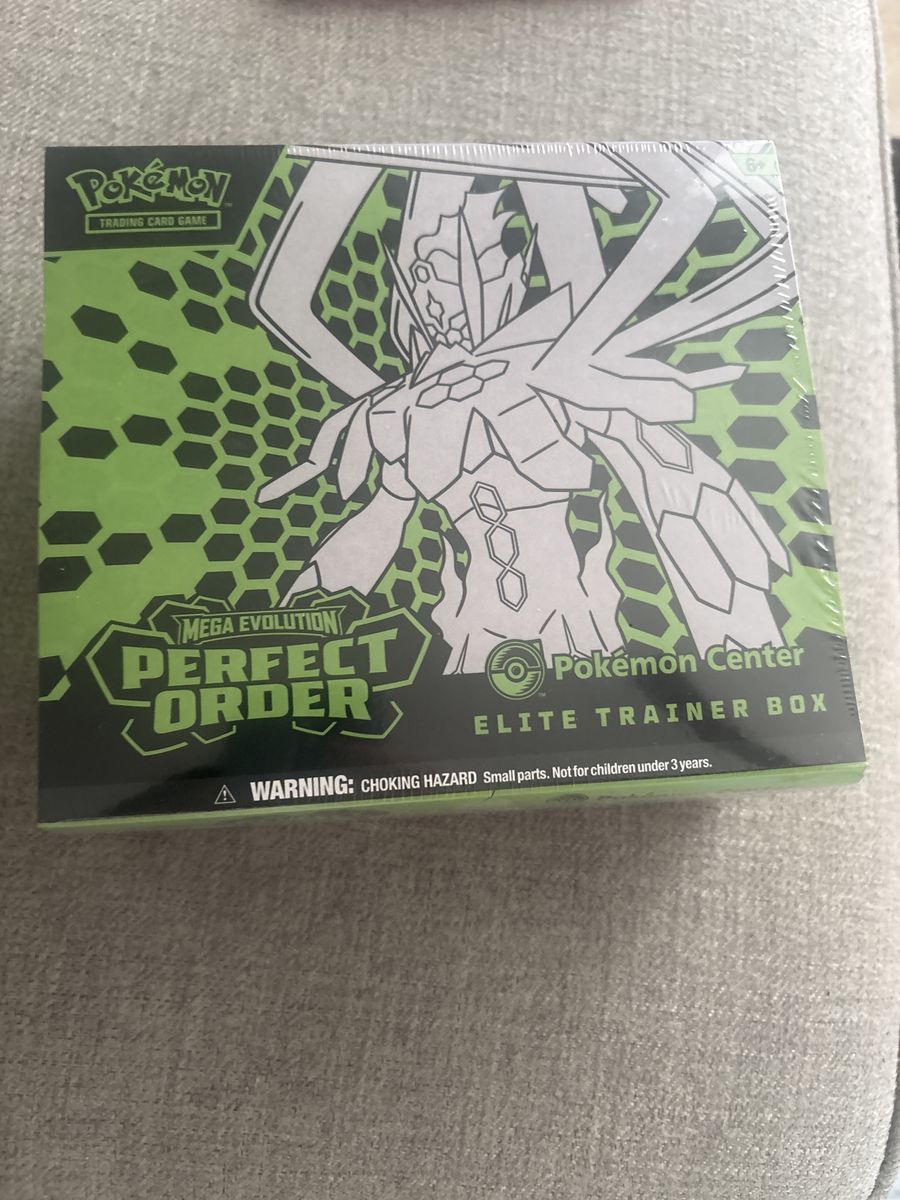 POKéMON
TRADING CARD GAME
6+
MEGA EVOLUTION
PERFECT
ORDER
Pokémon Center
ELITE TRAINER BOX
WARNING: CHOKING HAZARD Small parts. Not for children under 3 years.